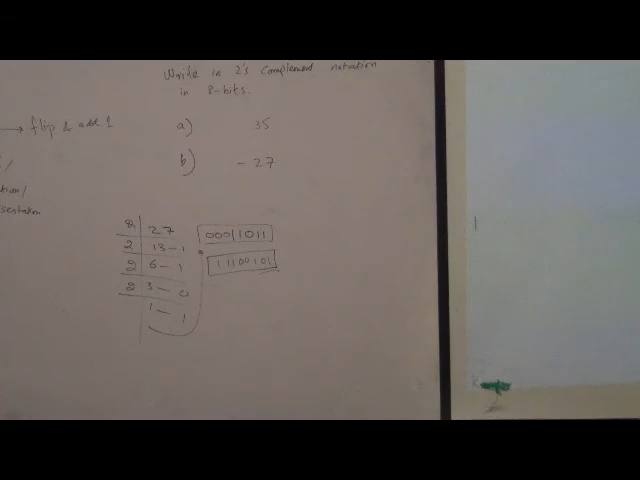 Write in 2's complement notation
in 8-bits.
→ flip & add 1
a) 35
b) - 27
2 27
2 13 - 1
2 6 - 1
2 3 - 0
1 - 1
00011011
11100101